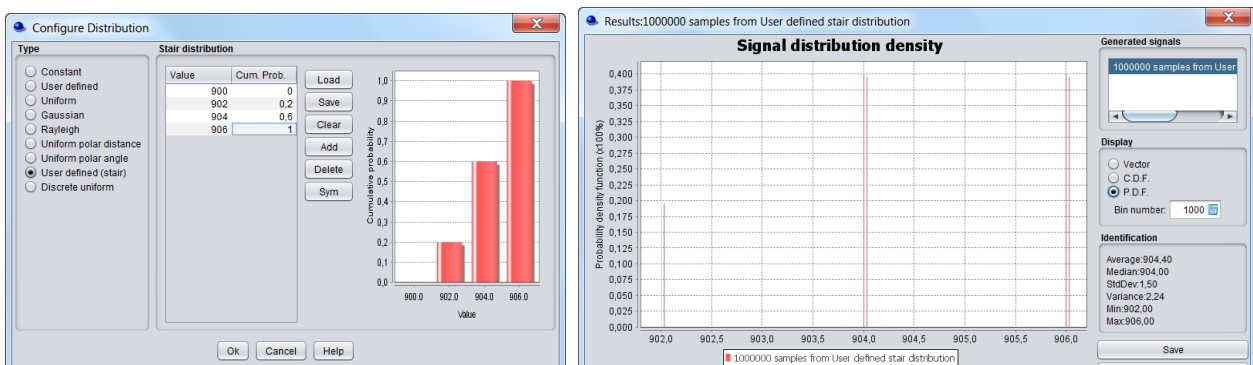 Configure Distribution
Type
Constant
User defined
Uniform
Gaussian
Rayleigh
Uniform polar distance
Uniform polar angle
User defined (stair)
Discrete uniform
Stair distribution
Value Cum. Prob.
900 0
902 0,2
904 0,6
906 1
Load
Save
Clear
Add
Delete
Sym
Cumulative probability
1,0
0,9
0,8
0,7
0,6
0,5
0,4
0,3
0,2
0,1
0,0
900.0 902.0 904.0 906.0
Value
Ok Cancel Help
Results:1000000 samples from User defined stair distribution
Signal distribution density
Probability density function (x100%)
0,400
0,375
0,350
0,325
0,300
0,275
0,250
0,225
0,200
0,175
0,150
0,125
0,100
0,075
0,050
0,025
0,000
902,0 902,5 903,0 903,5 904,0 904,5 905,0 905,5 906,0
1000000 samples from User defined stair distribution
Generated signals
1000000 samples from User
Display
Vector
C.D.F.
P.D.F.
Bin number: 1000
Identification
Average:904,40
Median:904,00
StdDev:1,50
Variance:2,24
Min:902,00
Max:906,00
Save